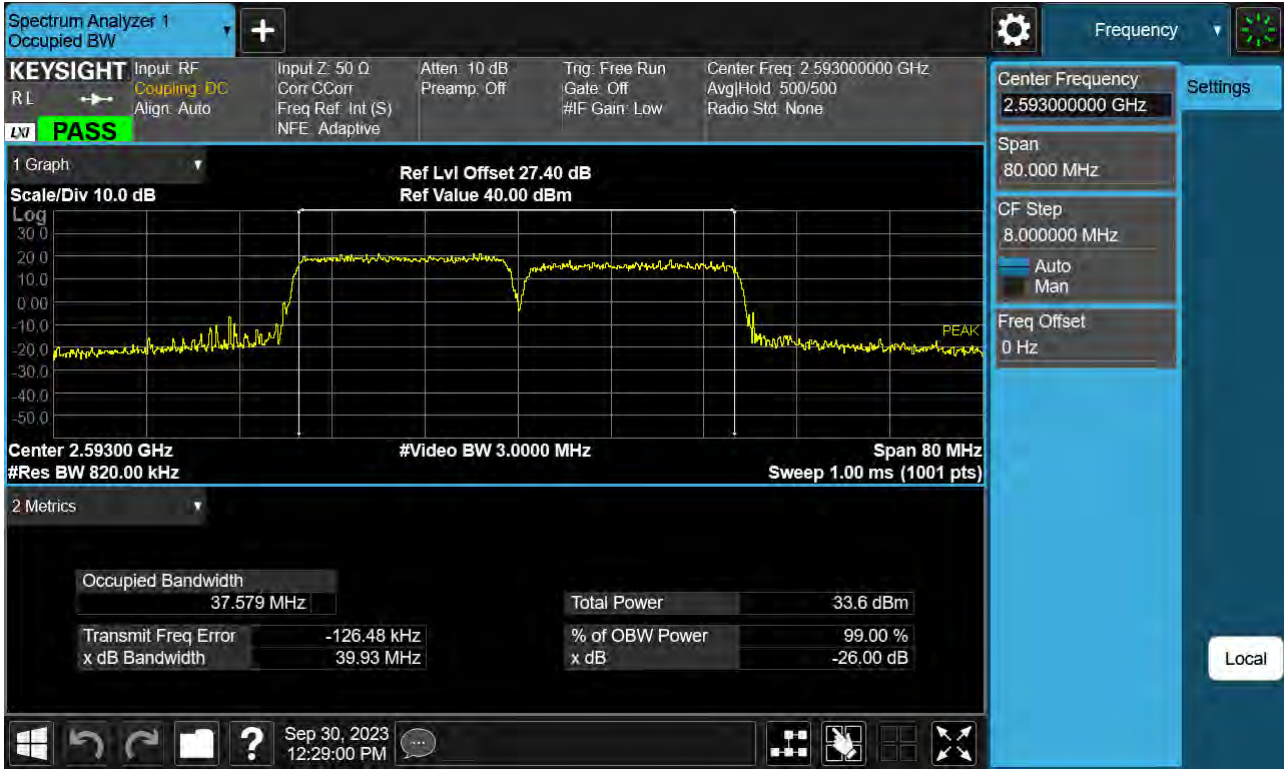 Spectrum Analyzer 1
Occupied BW
Frequency
KEYSIGHT
RL
LXI PASS
Input: RF
Coupling: DC
Align: Auto
Input Z: 50 Ω
Corr CCorr
Freq Ref: Int (S)
NFE: Adaptive
Atten: 10 dB
Preamp: Off
Trig: Free Run
Gate: Off
#IF Gain: Low
Center Freq: 2.593000000 GHz
Avg|Hold: 500/500
Radio Std: None
Center Frequency
2.593000000 GHz
Settings
Span
80.000 MHz
CF Step
8.000000 MHz
Auto
Man
Freq Offset
0 Hz
1 Graph
Scale/Div 10.0 dB
Ref Lvl Offset 27.40 dB
Ref Value 40.00 dBm
Log
30.0
20.0
10.0
0.00
-10.0
-20.0
-30.0
-40.0
-50.0
PEAK
Center 2.59300 GHz #Video BW 3.0000 MHz Span 80 MHz
#Res BW 820.00 kHz Sweep 1.00 ms (1001 pts)
2 Metrics
Occupied Bandwidth
37.579 MHz
Total Power 33.6 dBm
Transmit Freq Error -126.48 kHz % of OBW Power 99.00 %
x dB Bandwidth 39.93 MHz x dB -26.00 dB
Local
?
Sep 30, 2023
12:29:00 PM